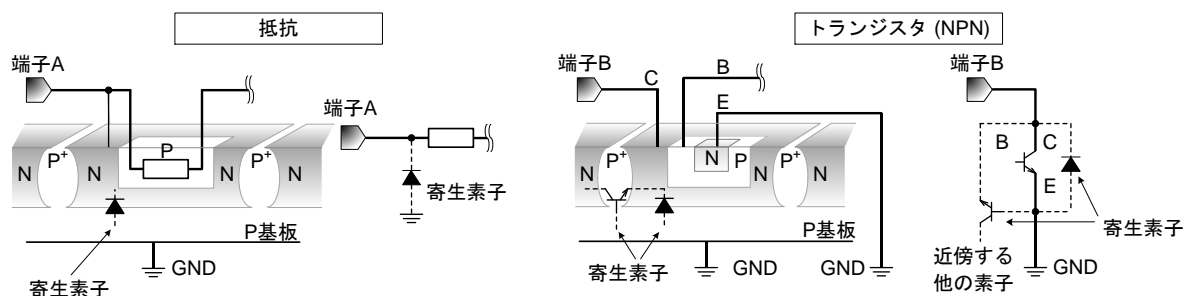 抵抗
端子A
N
P+
N
P
N
P+
N
P基板
GND
寄生素子
端子A
寄生素子
トランジスタ (NPN)
端子B
C
B
E
N
P+
N
N
P
P+
N
P基板
寄生素子
GND
GND
端子B
B
C
E
寄生素子
近傍する
他の素子